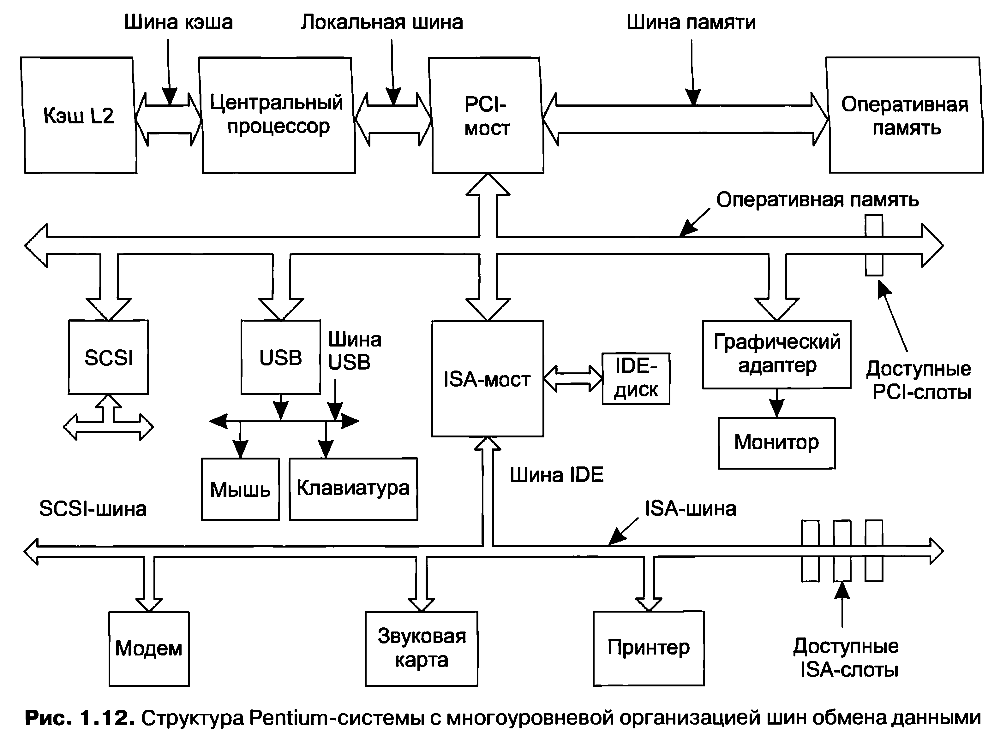 Шина кэша
Локальная шина
Шина памяти
Кэш L2
Центральный
процессор
PCI-
мост
Оперативная
память
Оперативная память
SCSI
USB
Шина
USB
ISA-мост
IDE-
диск
Графический
адаптер
Доступные
PCI-слоты
Монитор
Мышь
Клавиатура
Шина IDE
SCSI-шина
ISA-шина
Модем
Звуковая
карта
Принтер
Доступные
ISA-слоты
Рис. 1.12. Структура Pentium-системы с многоуровневой организацией шин обмена данными